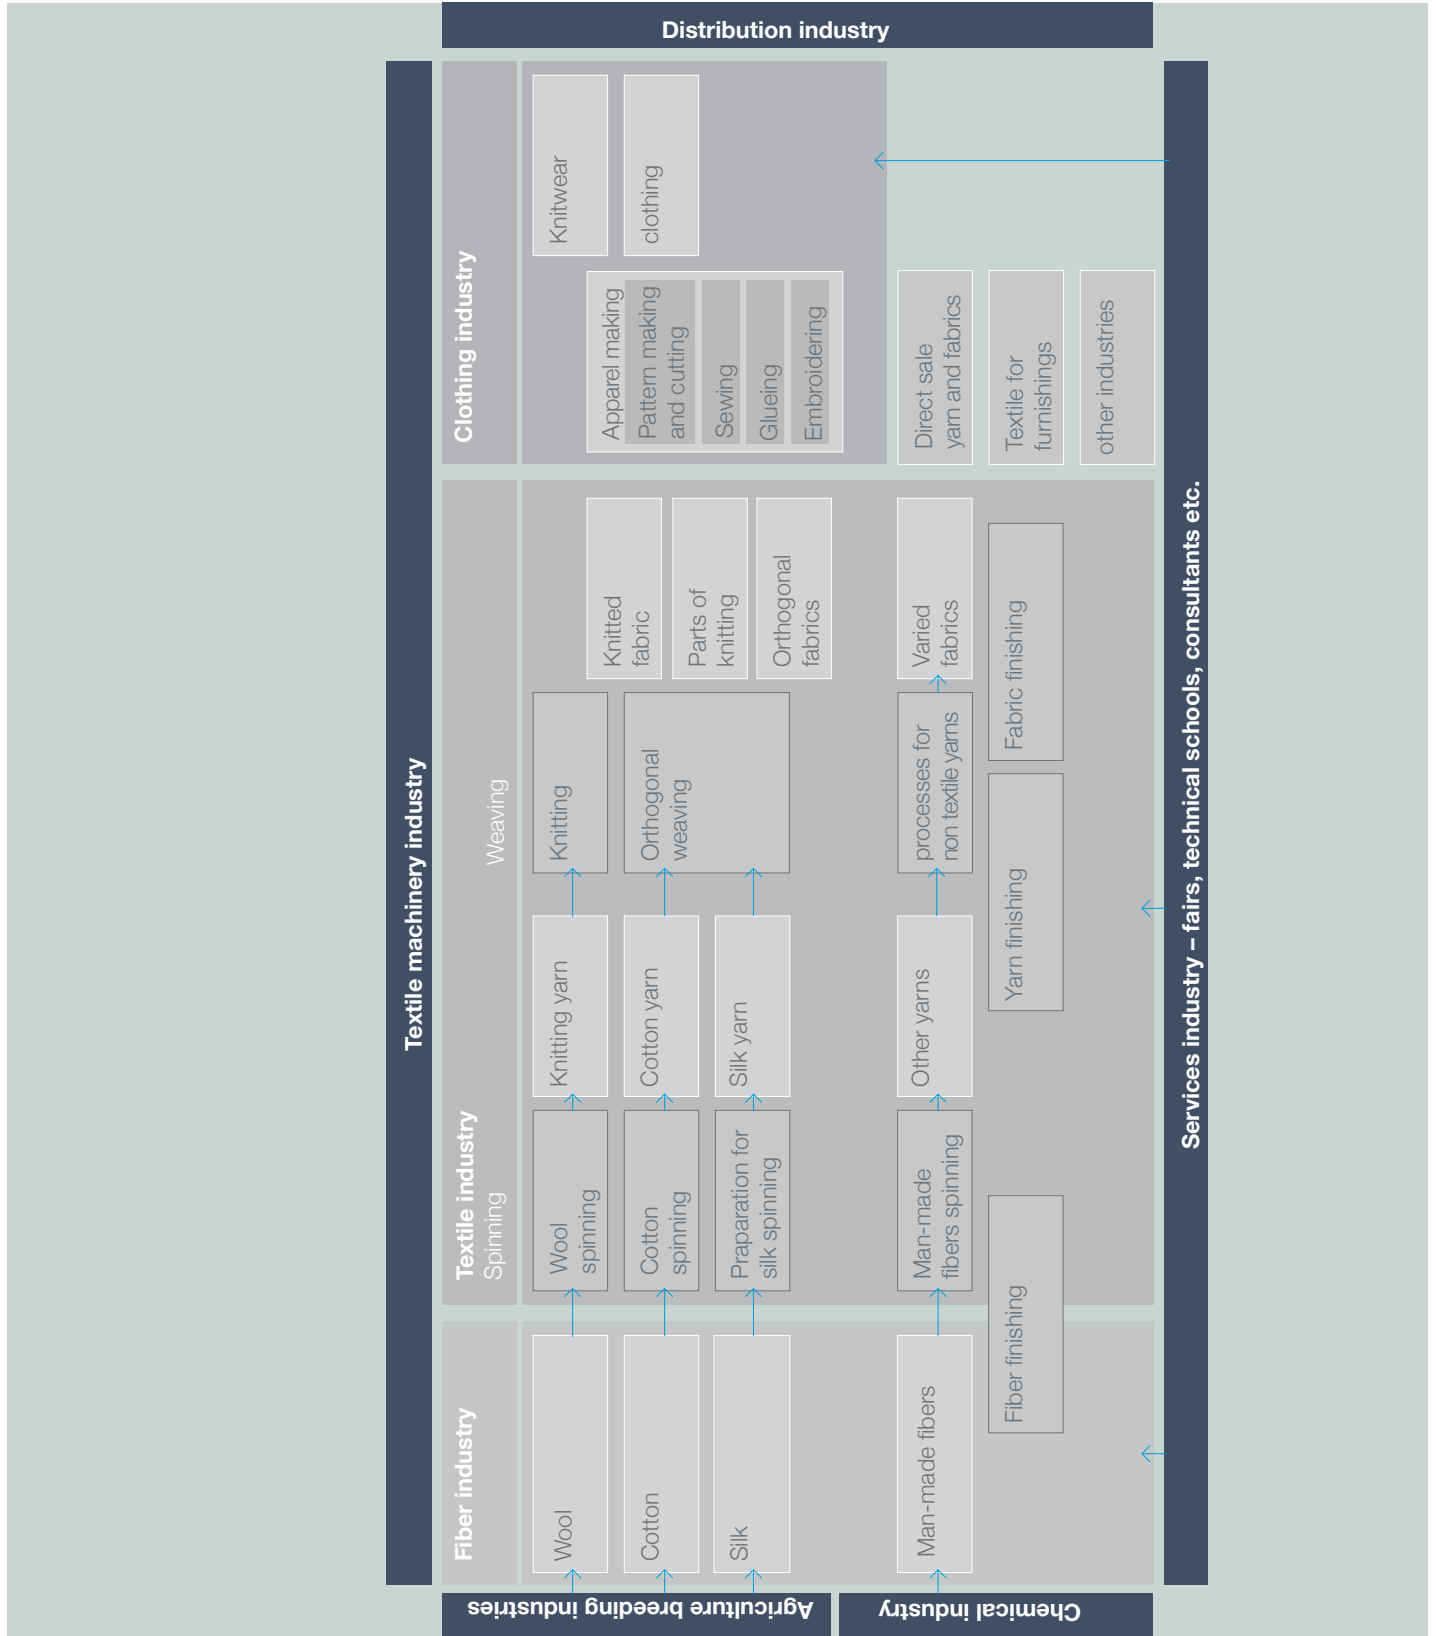 Distribution industry
Textile machinery industry
Clothing industry
Knitwear
clothing
Apparel making
Pattern making
and cutting
Sewing
Glueing
Embroidering
Direct sale
yarn and fabrics
Textile for
furnishings
other industries
Textile industry
Spinning
Weaving
Knitted
fabric
Parts of
knitting
Orthogonal
fabrics
Varied
fabrics
Knitting
Orthogonal
weaving
processes for
non textile yarns
Fabric finishing
Knitting yarn
Cotton yarn
Silk yarn
Other yarns
Yarn finishing
Wool
spinning
Cotton
spinning
Praparation for
silk spinning
Man-made
fibers spinning
Fiber finishing
Fiber industry
Wool
Cotton
Silk
Man-made fibers
Agriculture breeding industries
Chemical industry
Services industry – fairs, technical schools, consultants etc.